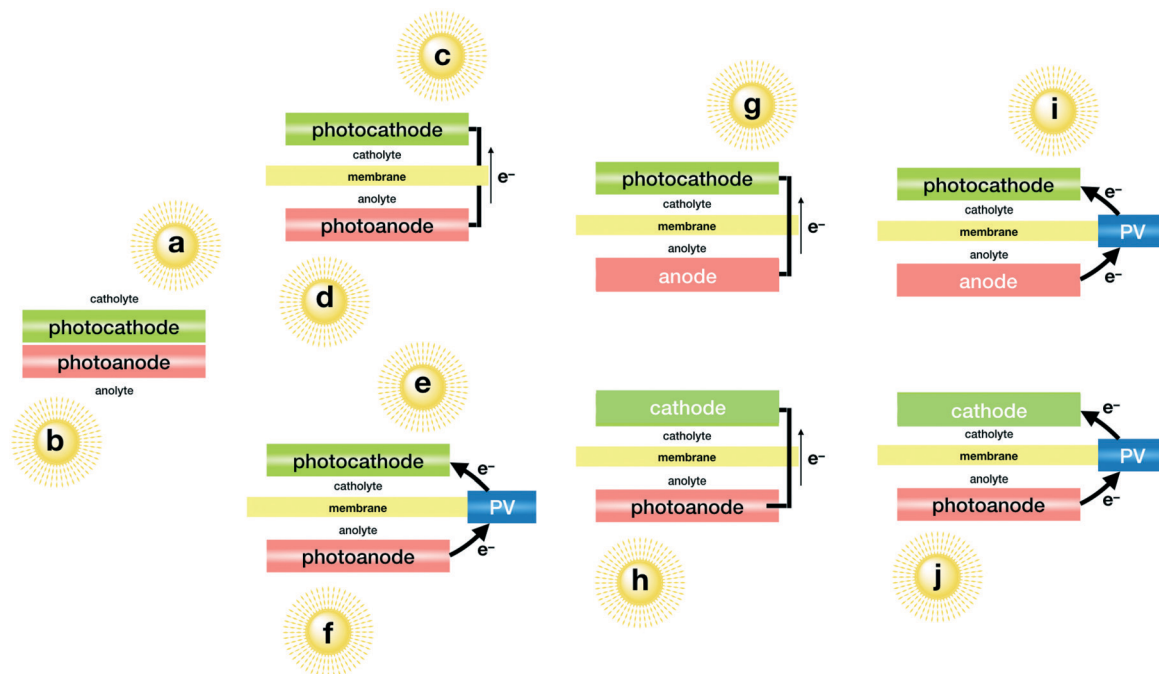 a
catholyte
photocathode
photoanode
anolyte
b
c
photocathode
catholyte
membrane
e⁻
anolyte
photoanode
d
e
photocathode
e⁻
catholyte
membrane
PV
anolyte
e⁻
photoanode
f
g
photocathode
catholyte
membrane
e⁻
anolyte
anode
cathode
catholyte
membrane
e⁻
anolyte
photoanode
h
i
photocathode
e⁻
catholyte
membrane
PV
anolyte
anode
e⁻
cathode
e⁻
catholyte
membrane
PV
anolyte
photoanode
e⁻
j